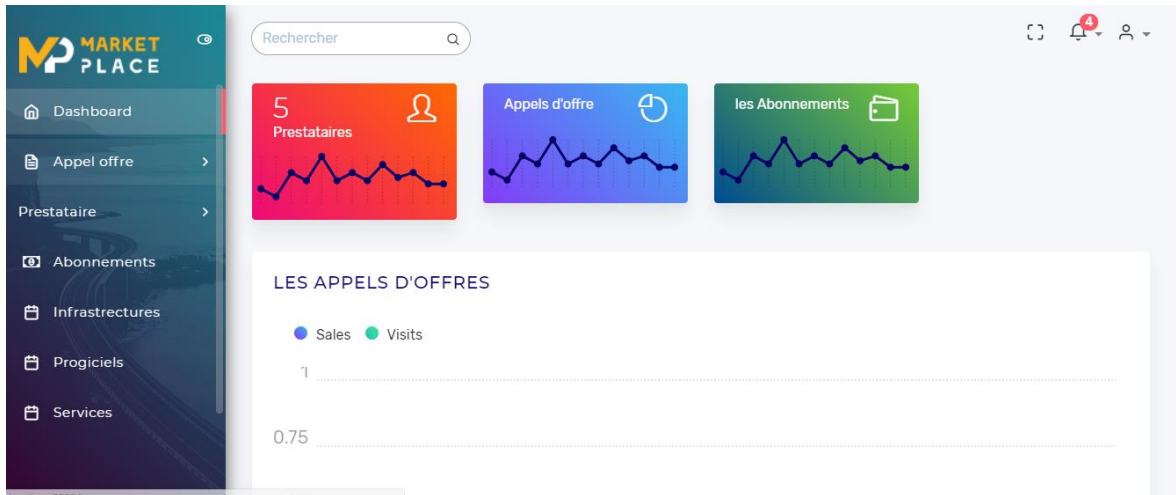 MARKET
PLACE
Rechercher
4
Dashboard
Appel offre
Prestataire
Abonnements
Infrastrectures
Progiciels
Services
5
Prestataires
Appels d'offre
les Abonnements
LES APPELS D'OFFRES
Sales Visits
1
0.75